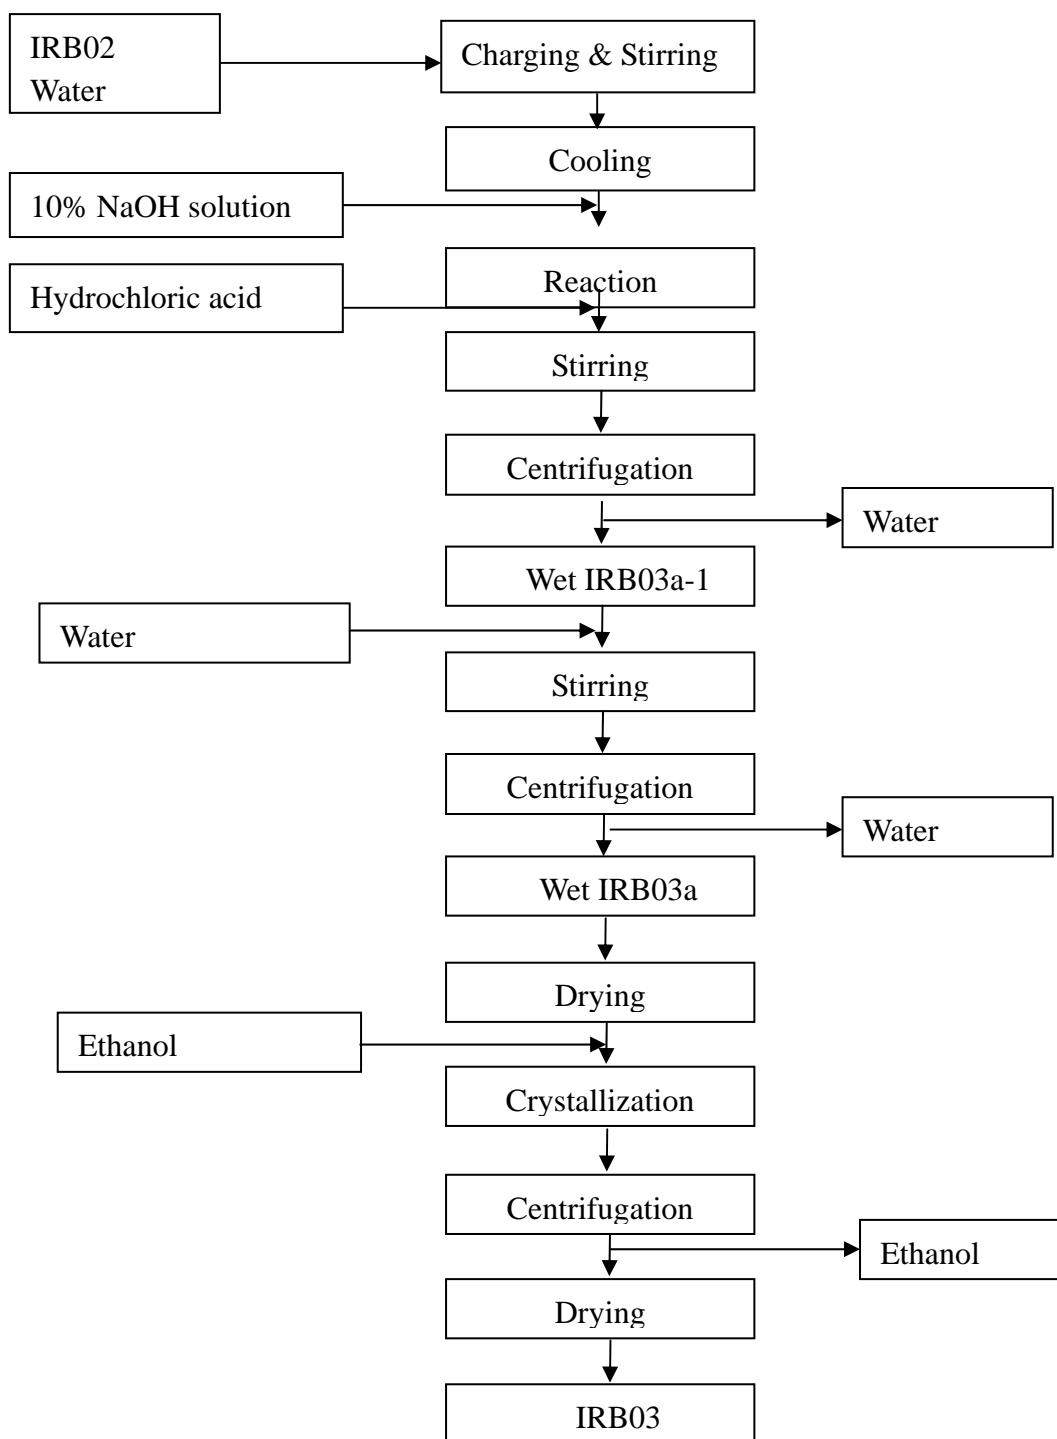 IRB02
Water
Charging & Stirring
Cooling
10% NaOH solution
Reaction
Hydrochloric acid
Stirring
Centrifugation
Water
Wet IRB03a-1
Water
Stirring
Centrifugation
Water
Wet IRB03a
Drying
Ethanol
Crystallization
Centrifugation
Ethanol
Drying
IRB03